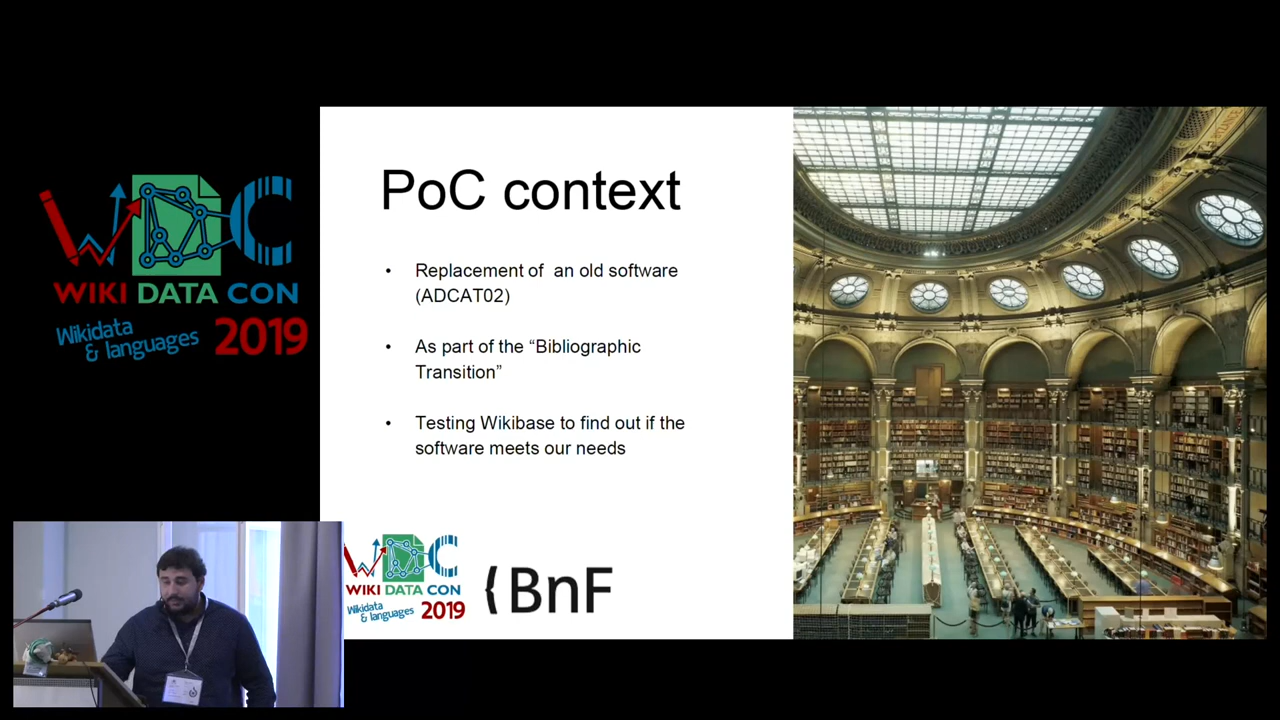 WDC
WIKI DATA CON
Wikidata
& languages
2019
PoC context
• Replacement of  an old software
(ADCAT02)
• As part of the “Bibliographic
Transition”
• Testing Wikibase to find out if the
software meets our needs
WDC
WIKI DATA CON
Wikidata
& languages
2019
BnF